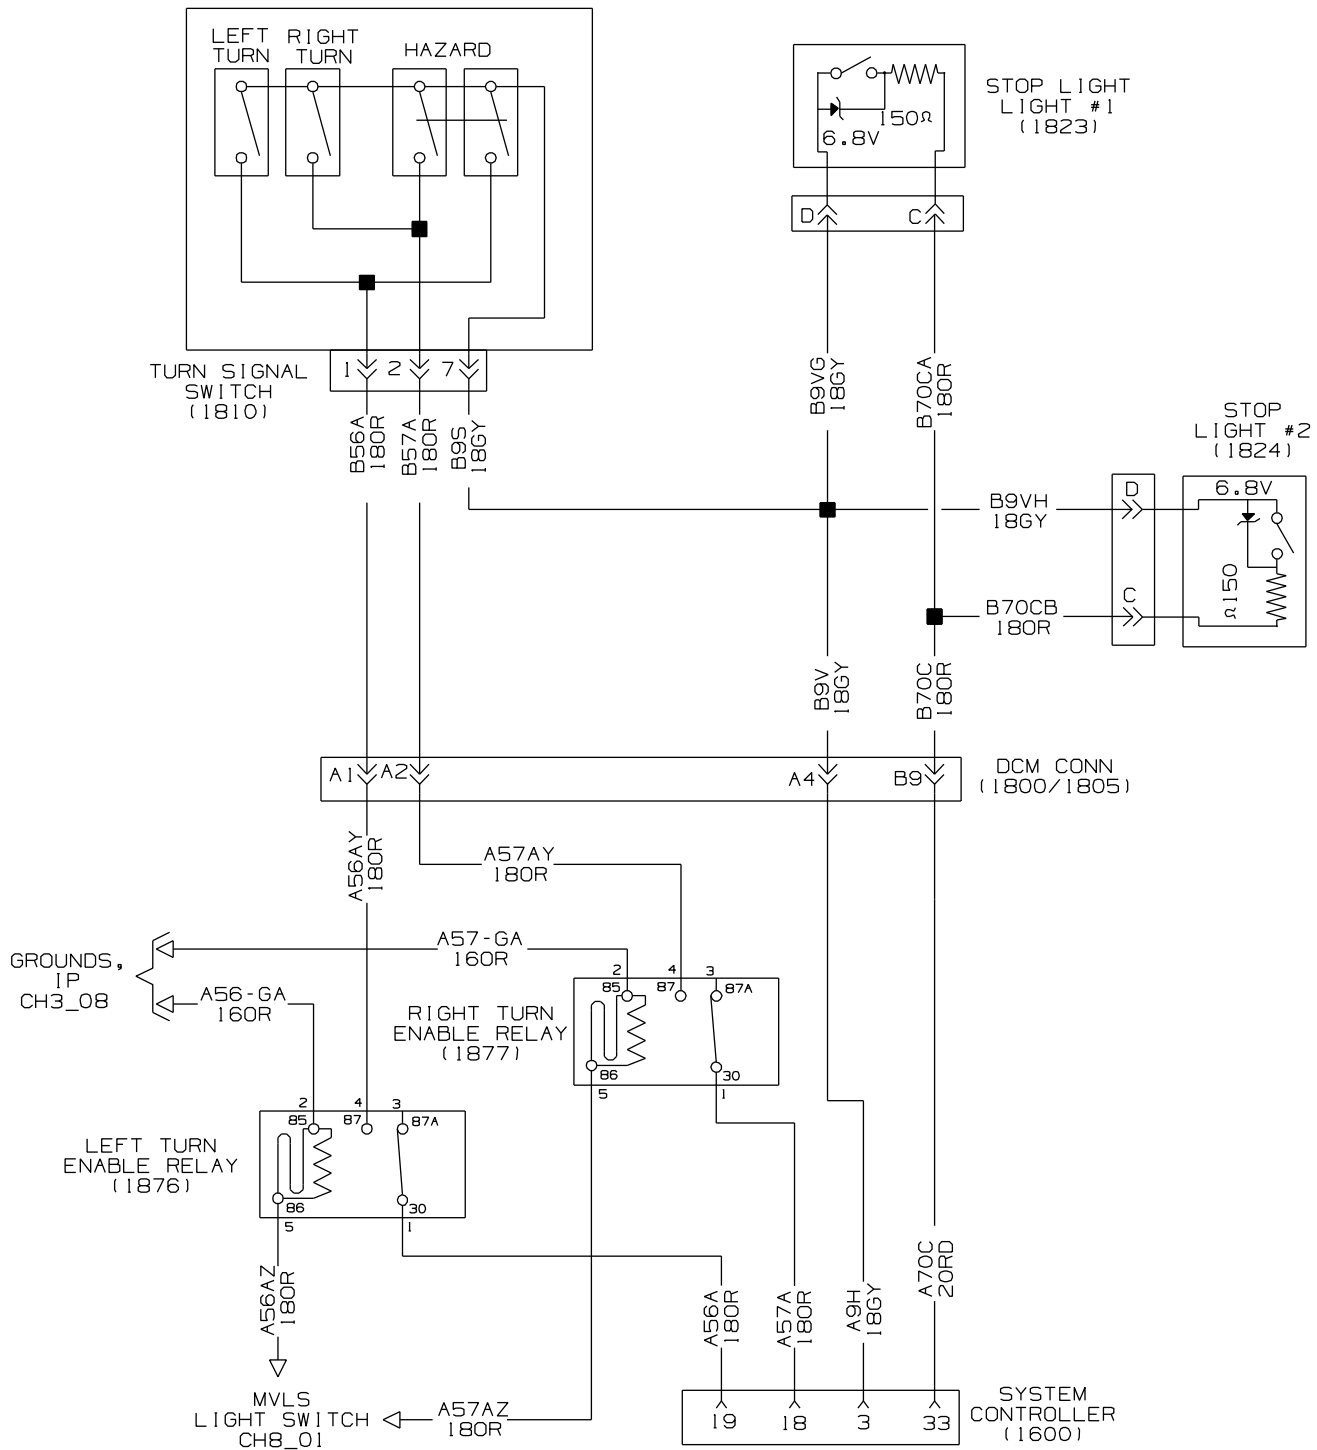 LEFT
TURN
RIGHT
TURN
HAZARD
TURN SIGNAL
SWITCH
(1810)
1
2
7
B56A
18OR
B57A
18OR
B9S
18GY
150Ω
6.8V
STOP LIGHT
LIGHT #1
(1823)
D
C
B9VG
18GY
B70CA
18OR
STOP
LIGHT #2
(1824)
D
6.8V
B9VH
18GY
C
150Ω
B70CB
18OR
B9V
18GY
B70C
18OR
A1
A2
A4
B9
DCM CONN
(1800/1805)
A56AY
18OR
A57AY
18OR
A57-GA
16OR
GROUNDS,
IP
CH3_08
A56-GA
16OR
RIGHT TURN
ENABLE RELAY
(1877)
2
4
3
85
87
87A
86
30
5
1
LEFT TURN
ENABLE RELAY
(1876)
2
4
3
85
87
87A
86
30
5
1
A56AZ
18OR
A56A
18OR
A57A
18OR
A9H
18GY
A70C
20RD
MVLS
LIGHT SWITCH
CH8_01
A57AZ
18OR
19
18
3
33
SYSTEM
CONTROLLER
(1600)